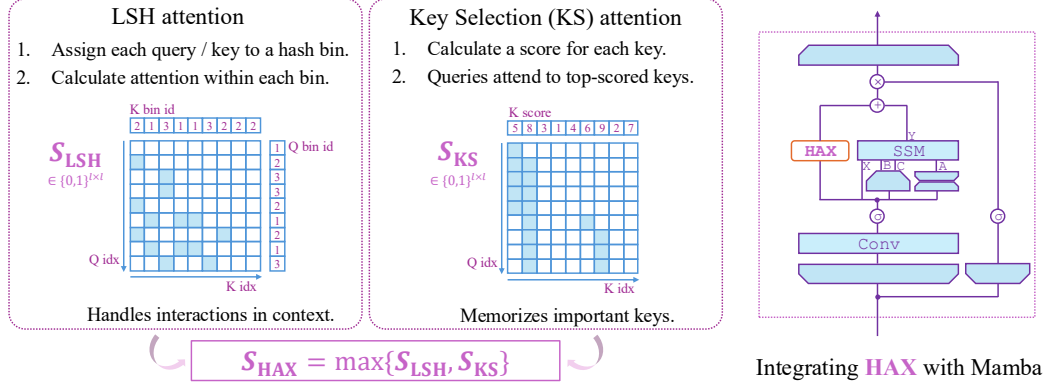 LSH attention
1. Assign each query / key to a hash bin.
2. Calculate attention within each bin.
K bin id
2 1 3 1 1 3 2 2 2
S_LSH
∈ {0,1}^{l×l}
Q bin id
1
2
3
3
2
1
2
1
3
Q idx
K idx
Handles interactions in context.
Key Selection (KS) attention
1. Calculate a score for each key.
2. Queries attend to top-scored keys.
K score
5 8 3 1 4 6 9 2 7
S_KS
∈ {0,1}^{l×l}
Q idx
K idx
Memorizes important keys.
S_HAX = max{S_LSH, S_KS}
×
+
HAX
Y
SSM
X B C A
σ
σ
Conv
Integrating HAX with Mamba